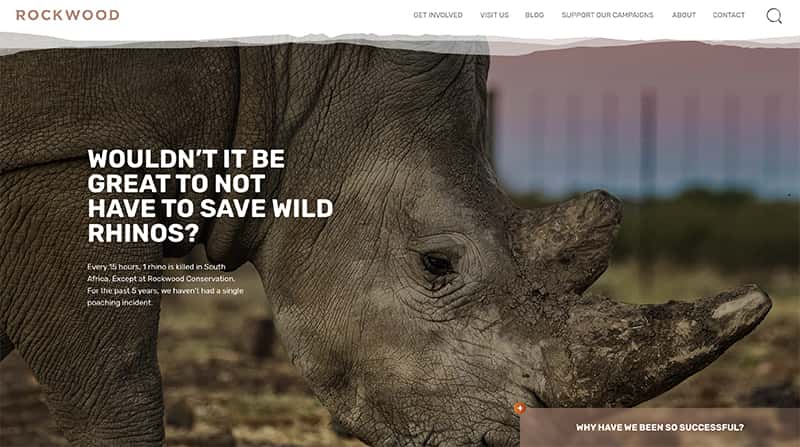 ROCKWOOD
GET INVOLVED VISIT US BLOG SUPPORT OUR CAMPAIGNS ABOUT CONTACT
WOULDN'T IT BE
GREAT TO NOT
HAVE TO SAVE WILD
RHINOS?
Every 15 hours, 1 rhino is killed in South
Africa. Except at Rockwood Conservation.
For the past 5 years, we haven't had a single
poaching incident.
WHY HAVE WE BEEN SO SUCCESSFUL?